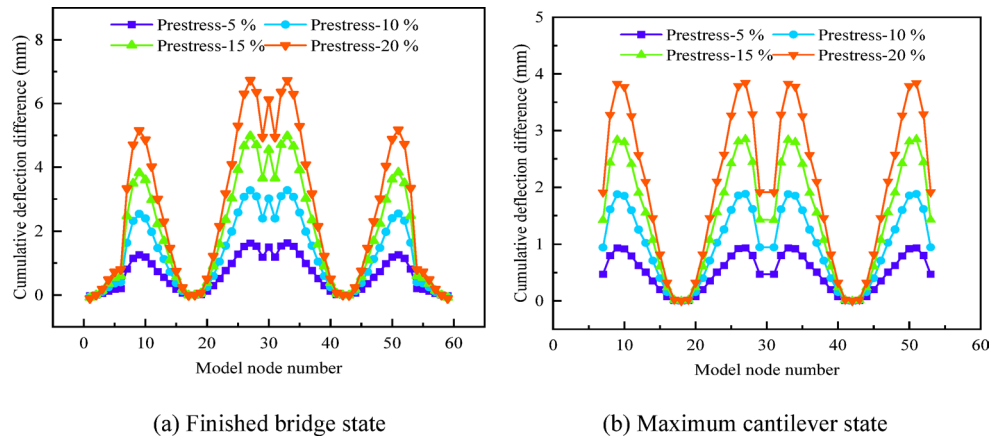 Prestress-5 % Prestress-10 %
Prestress-15 % Prestress-20 %
Cumulative deflection difference (mm)
8
6
4
2
0
0 10 20 30 40 50 60
Model node number
(a) Finished bridge state
Prestress-5 % Prestress-10 %
Prestress-15 % Prestress-20 %
Cumulative deflection difference (mm)
5
4
3
2
1
0
0 10 20 30 40 50 60
Model node number
(b) Maximum cantilever state